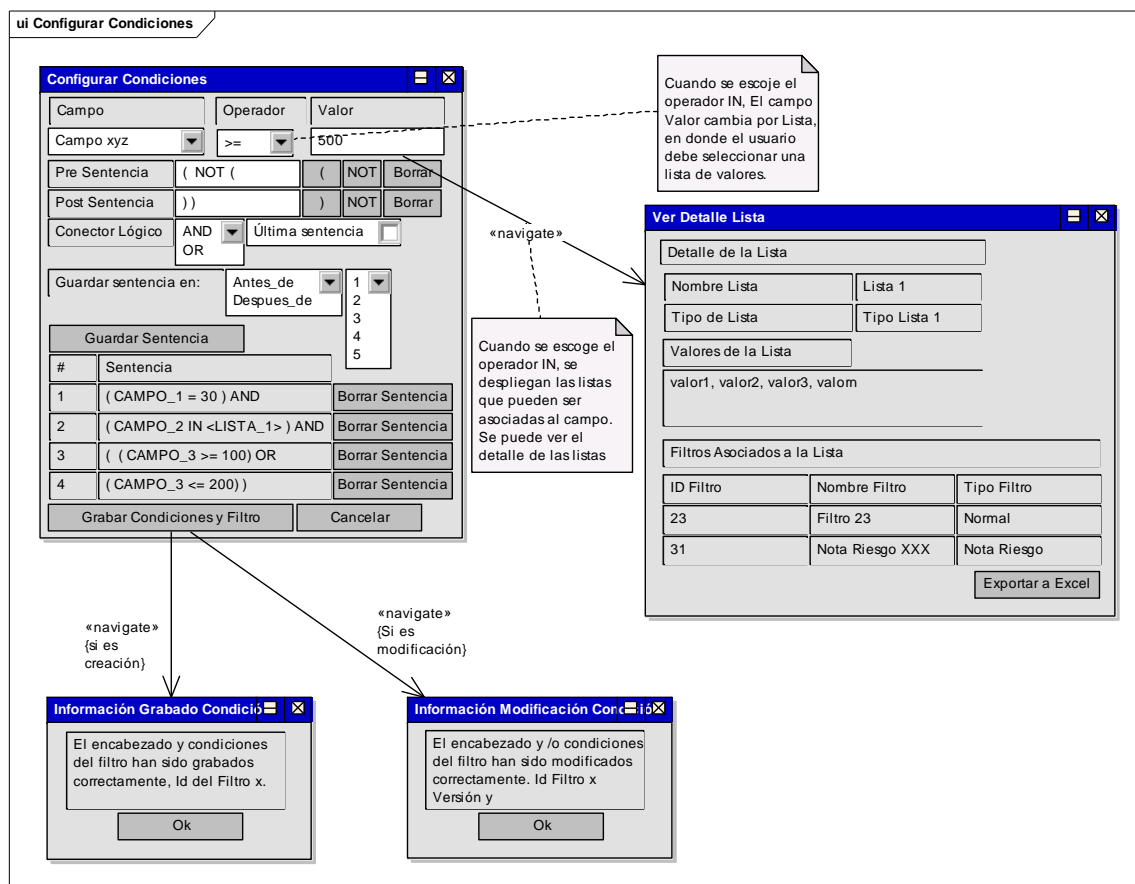 ui Configurar Condiciones
Configurar Condiciones
Campo
Operador
Valor
Campo xyz
>=
500
Pre Sentencia
( NOT (
(
NOT
Borrar
Post Sentencia
) )
)
NOT
Borrar
Conector Lógico
AND
OR
Última sentencia
Guardar sentencia en:
Antes_de
Despues_de
1
2
3
4
5
Guardar Sentencia
#
Sentencia
1
( CAMPO_1 = 30 ) AND
Borrar Sentencia
2
( CAMPO_2 IN <LISTA_1> ) AND
Borrar Sentencia
3
( ( CAMPO_3 >= 100) OR
Borrar Sentencia
4
( CAMPO_3 <= 200) )
Borrar Sentencia
Grabar Condiciones y Filtro
Cancelar
Cuando se escoje el
operador IN, El campo
Valor cambia por Lista,
en donde el usuario
debe seleccionar una
lista de valores.
«navigate»
Cuando se escoge el
operador IN, se
despliegan las listas
que pueden ser
asociadas al campo.
Se puede ver el
detalle de las listas
Ver Detalle Lista
Detalle de la Lista
Nombre Lista
Lista 1
Tipo de Lista
Tipo Lista 1
Valores de la Lista
valor1, valor2, valor3, valorn
Filtros Asociados a la Lista
ID Filtro
Nombre Filtro
Tipo Filtro
23
Filtro 23
Normal
31
Nota Riesgo XXX
Nota Riesgo
Exportar a Excel
«navigate»
{si es
creación}
«navigate»
{Si es
modificación}
Información Grabado Condició
El encabezado y condiciones
del filtro han sido grabados
correctamente, Id del Filtro x.
Ok
Información Modificación Condició
El encabezado y /o condiciones
del filtro han sido modificados
correctamente. Id Filtro x
Versión y
Ok